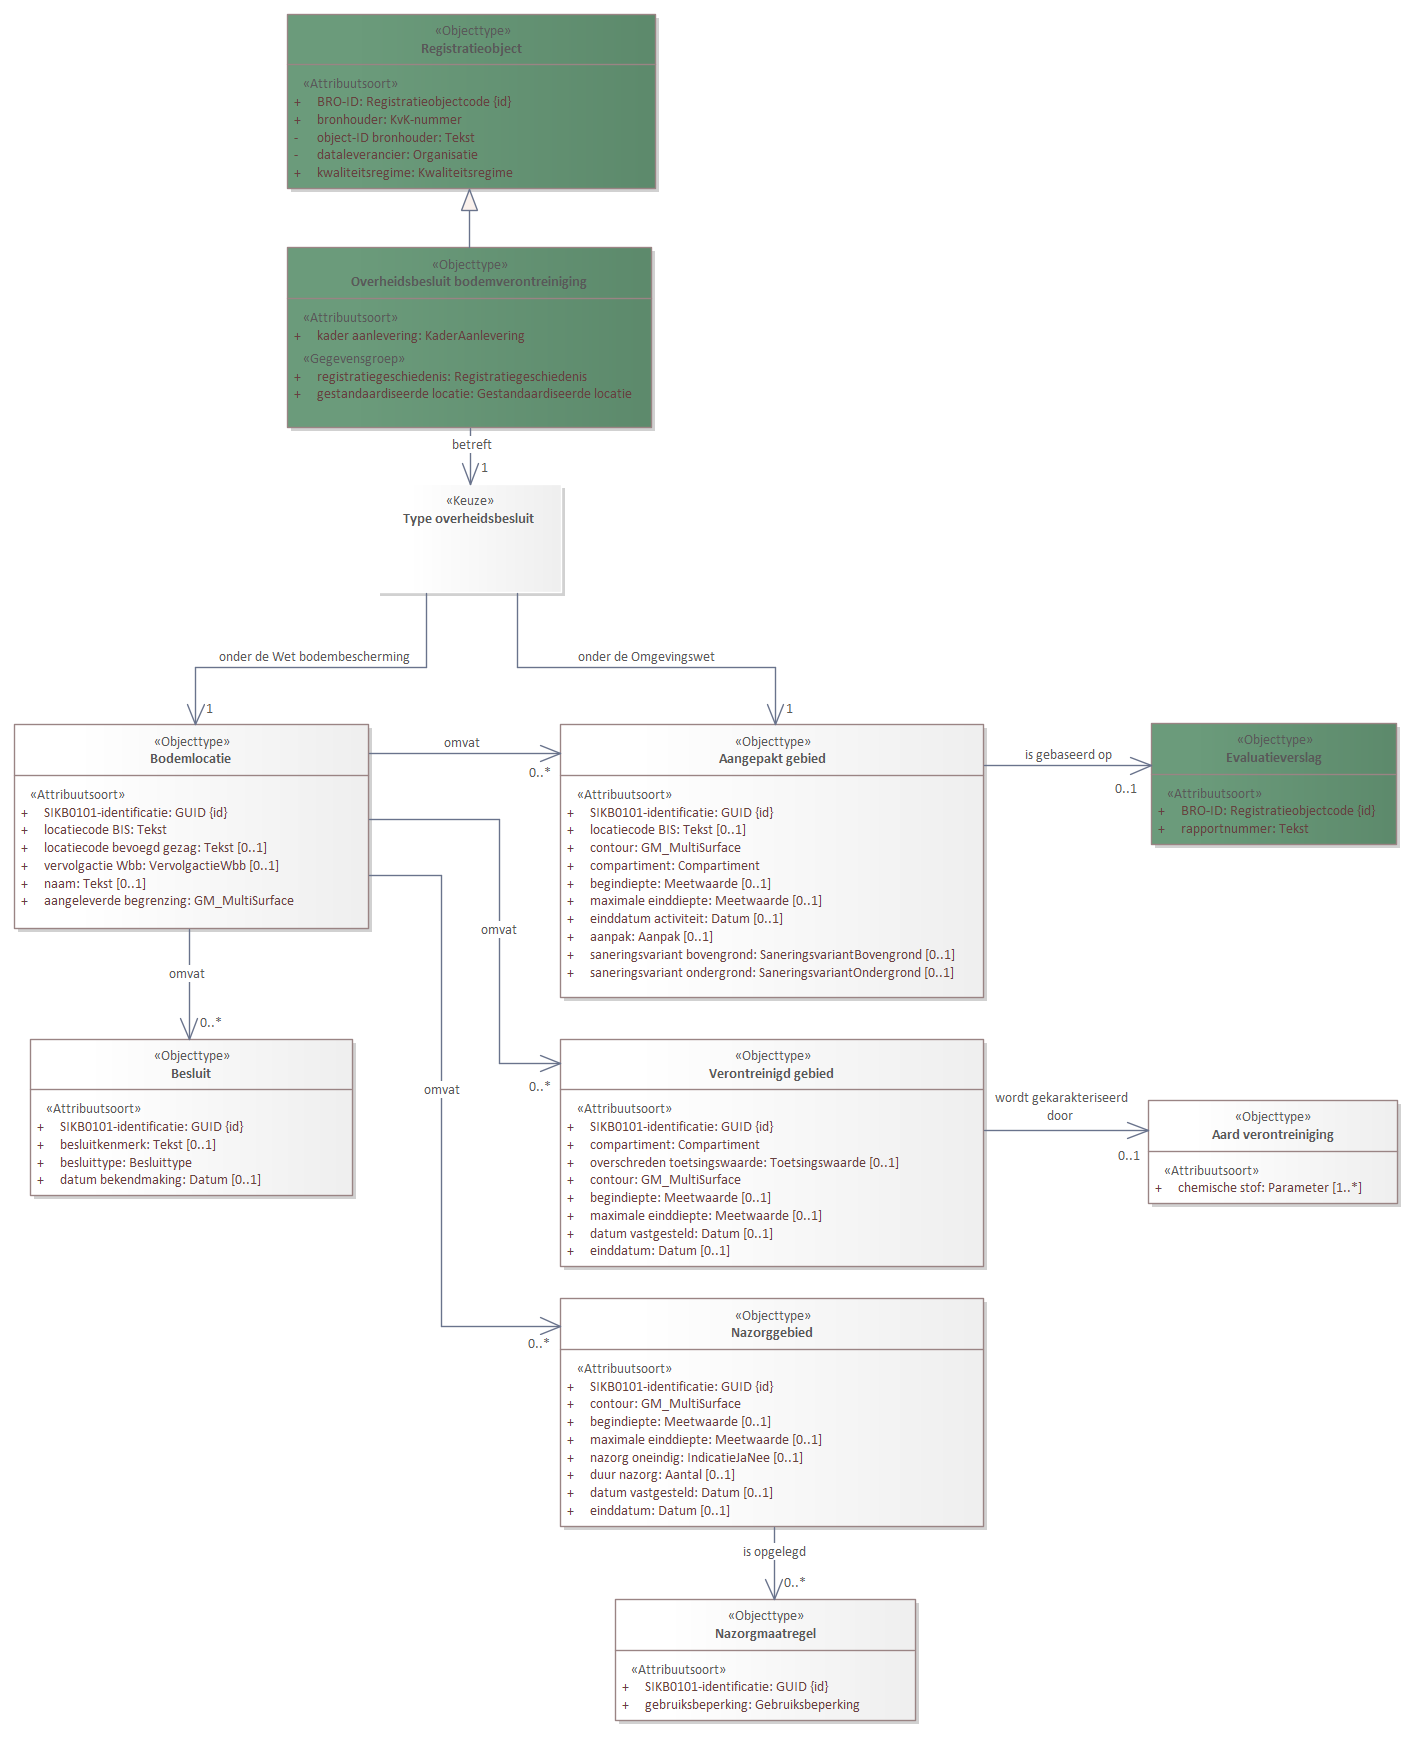 «Objecttype»
Registratieobject
«Attribuutsoort»
+ BRO-ID: Registratieobjectcode {id}
+ bronhouder: KvK-nummer
- object-ID bronhouder: Tekst
- dataleverancier: Organisatie
+ kwaliteitsregime: Kwaliteitsregime
«Objecttype»
Overheidsbesluit bodemverontreiniging
«Attribuutsoort»
+ kader aanlevering: KaderAanlevering
«Gegevensgroep»
+ registratiegeschiedenis: Registratiegeschiedenis
+ gestandaardiseerde locatie: Gestandaardiseerde locatie
betreft
1
«Keuze»
Type overheidsbesluit
onder de Wet bodembescherming
1
onder de Omgevingswet
1
«Objecttype»
Bodemlocatie
«Attribuutsoort»
+ SIKB0101-identificatie: GUID {id}
+ locatiecode BIS: Tekst
+ locatiecode bevoegd gezag: Tekst [0..1]
+ vervolgactie Wbb: VervolgactieWbb [0..1]
+ naam: Tekst [0..1]
+ aangeleverde begrenzing: GM_MultiSurface
omvat
0..*
«Objecttype»
Aangepakt gebied
«Attribuutsoort»
+ SIKB0101-identificatie: GUID {id}
+ locatiecode BIS: Tekst [0..1]
+ contour: GM_MultiSurface
+ compartiment: Compartiment
+ begindiepte: Meetwaarde [0..1]
+ maximale einddiepte: Meetwaarde [0..1]
+ einddatum activiteit: Datum [0..1]
+ aanpak: Aanpak [0..1]
+ saneringsvariant bovengrond: SaneringsvariantBovengrond [0..1]
+ saneringsvariant ondergrond: SaneringsvariantOndergrond [0..1]
is gebaseerd op
0..1
«Objecttype»
Evaluatieverslag
«Attribuutsoort»
+ BRO-ID: Registratieobjectcode {id}
+ rapportnummer: Tekst
omvat
0..*
omvat
0..*
omvat
0..*
«Objecttype»
Besluit
«Attribuutsoort»
+ SIKB0101-identificatie: GUID {id}
+ besluitkenmerk: Tekst [0..1]
+ besluittype: Besluittype
+ datum bekendmaking: Datum [0..1]
«Objecttype»
Verontreinigd gebied
«Attribuutsoort»
+ SIKB0101-identificatie: GUID {id}
+ compartiment: Compartiment
+ overschreden toetsingswaarde: Toetsingswaarde [0..1]
+ contour: GM_MultiSurface
+ begindiepte: Meetwaarde [0..1]
+ maximale einddiepte: Meetwaarde [0..1]
+ datum vastgesteld: Datum [0..1]
+ einddatum: Datum [0..1]
wordt gekarakteriseerd
door
0..1
«Objecttype»
Aard verontreiniging
«Attribuutsoort»
+ chemische stof: Parameter [1..*]
«Objecttype»
Nazorggebied
«Attribuutsoort»
+ SIKB0101-identificatie: GUID {id}
+ contour: GM_MultiSurface
+ begindiepte: Meetwaarde [0..1]
+ maximale einddiepte: Meetwaarde [0..1]
+ nazorg oneindig: IndicatieJaNee [0..1]
+ duur nazorg: Aantal [0..1]
+ datum vastgesteld: Datum [0..1]
+ einddatum: Datum [0..1]
is opgelegd
0..*
«Objecttype»
Nazorgmaatregel
«Attribuutsoort»
+ SIKB0101-identificatie: GUID {id}
+ gebruiksbeperking: Gebruiksbeperking